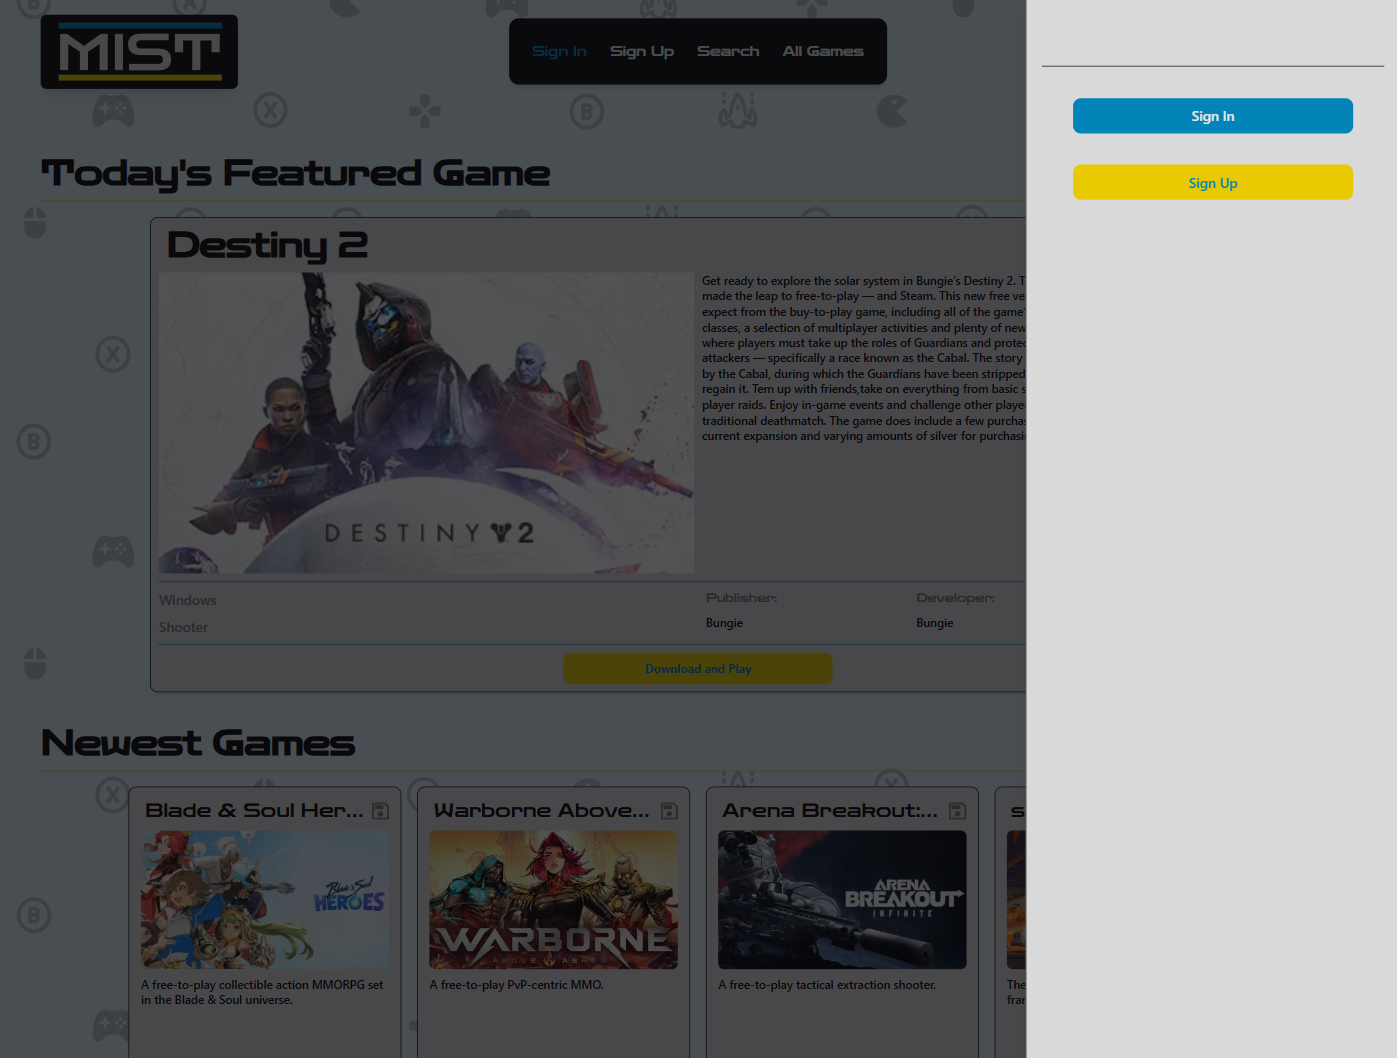 MIST
Sign In Sign Up Search All Games
Sign In
Sign Up
Today's Featured Game
Destiny 2
Get ready to explore the solar system in Bungie's Destiny 2. T
made the leap to free-to-play — and Steam. This new free ve
expect from the buy-to-play game, including all of the game'
classes, a selection of multiplayer activities and plenty of new
where players must take up the roles of Guardians and protec
attackers — specifically a race known as the Cabal. The story
by the Cabal, during which the Guardians have been stripped
regain it. Tem up with friends,take on everything from basic s
player raids. Enjoy in-game events and challenge other playe
traditional deathmatch. The game does include a few purcha
current expansion and varying amounts of silver for purchasi
DESTINY 2
Windows
Shooter
Publisher:
Bungie
Developer:
Bungie
Download and Play
Newest Games
Blade & Soul Her...
Blade & Soul
HEROES
A free-to-play collectible action MMORPG set
in the Blade & Soul universe.
Warborne Above...
WARBORNE
ABOVE ASHES
A free-to-play PvP-centric MMO.
Arena Breakout:...
ARENA
BREAKOUT
INFINITE
A free-to-play tactical extraction shooter.
s
The
fran